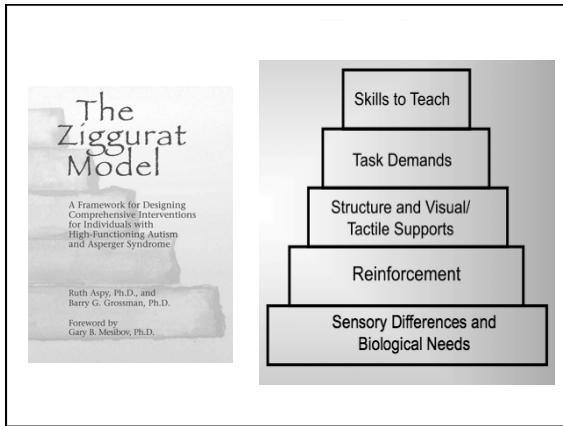 The
Ziggurat
Model
A Framework for Designing
Comprehensive Interventions
for Individuals with
High-Functioning Autism
and Asperger Syndrome
Ruth Aspy, Ph.D., and
Barry G. Grossman, Ph.D.
Foreword by
Gary B. Mesibov, Ph.D.
Skills to Teach
Task Demands
Structure and Visual/
Tactile Supports
Reinforcement
Sensory Differences and
Biological Needs